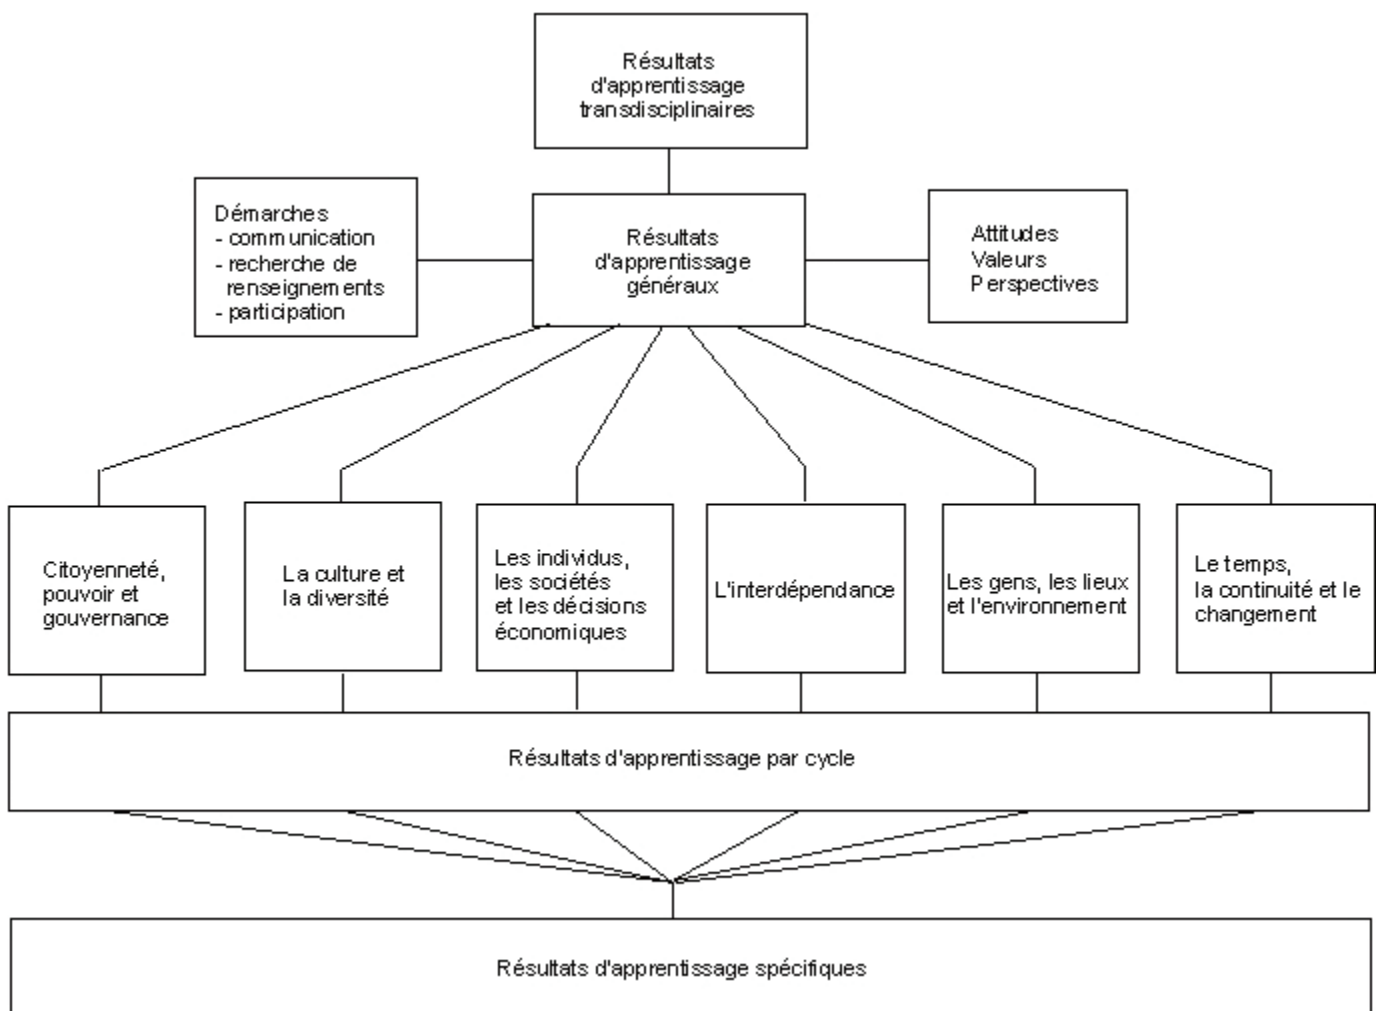 Résultats
d'apprentissage
transdisciplinaires
Démarches
- communication
- recherche de
renseignements
- participation
Résultats
d'apprentissage
généraux
Attitudes
Valeurs
Perspectives
Citoyenneté,
pouvoir et
gouvernance
La culture et
la diversité
Les individus,
les sociétés
et les décisions
économiques
L'interdépendance
Les gens, les lieux
et l'environnement
Le temps,
la continuité et le
changement
Résultats d'apprentissage par cycle
Résultats d'apprentissage spécifiques